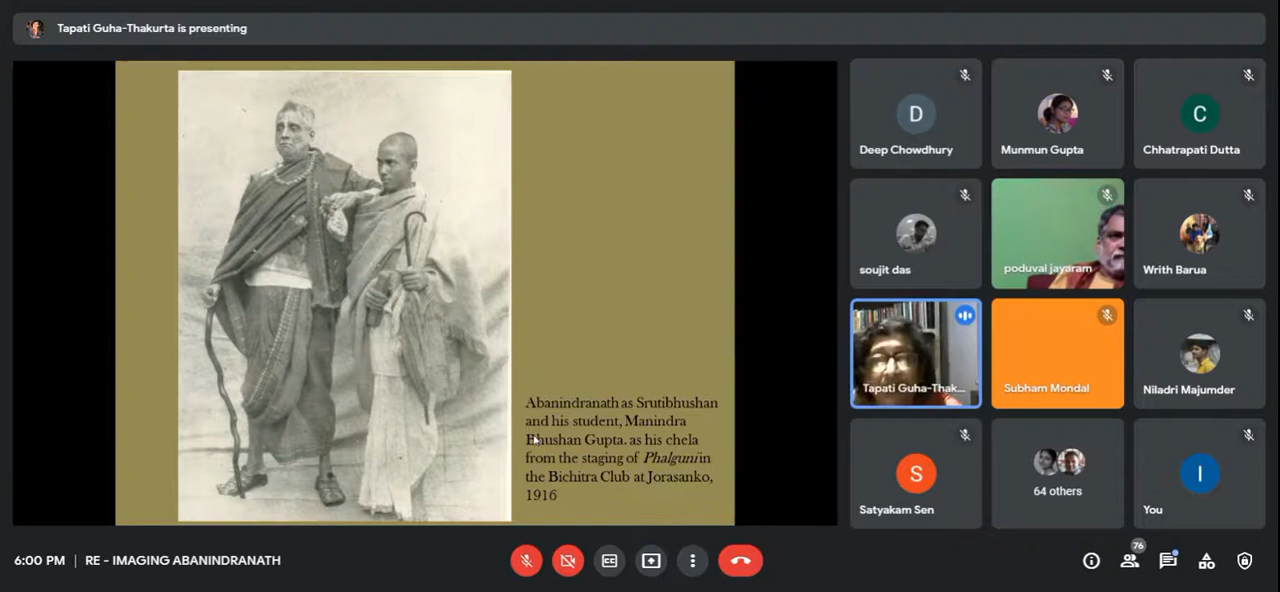 Tapati Guha-Thakurta is presenting
D
Deep Chowdhury
Munmun Gupta
C
Chhatrapati Dutta
soujit das
poduval jayaram
Writh Barua
Tapati Guha-Thak...
Subham Mondal
Niladri Majumder
S
Satyakam Sen
64 others
I
You
Abanindranath as Srutibhushan
and his student, Manindra
Bhushan Gupta. as his chela
from the staging of Phalguni in
the Bichitra Club at Jorasanko,
1916
6:00 PM | RE - IMAGING ABANINDRANATH
CC
76